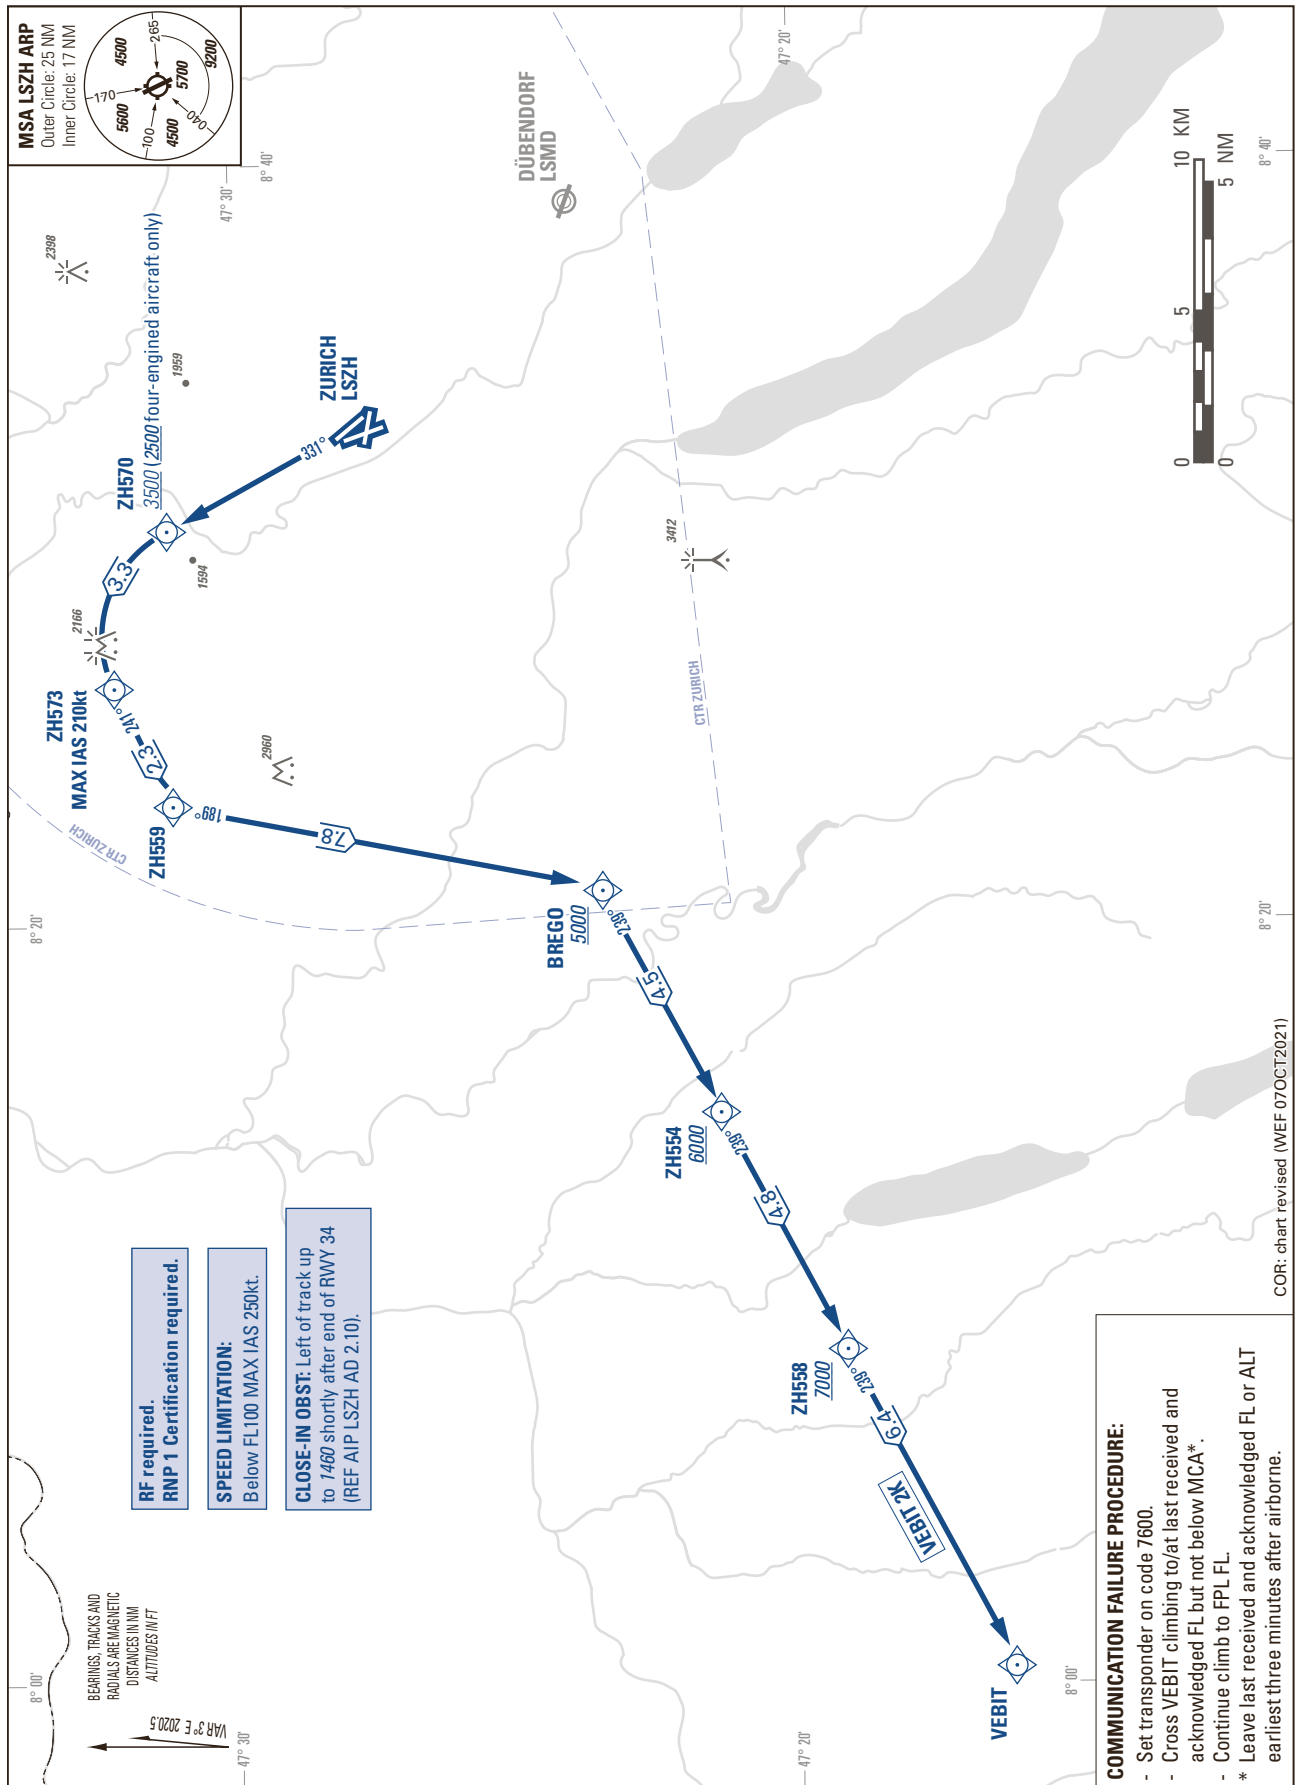 MSA LSZH ARP
Outer Circle: 25 NM
Inner Circle: 17 NM
170
265
100
040
4500
5600
5700
4500
9200
BEARINGS, TRACKS AND
RADIALS ARE MAGNETIC
DISTANCES IN NM
ALTITUDES IN FT
VAR 3° E 2020.5
8° 00'
8° 20'
8° 40'
47° 30'
47° 30'
47° 20'
47° 20'
8° 00'
8° 20'
8° 40'
RF required.
RNP 1 Certification required.
SPEED LIMITATION:
Below FL100 MAX IAS 250kt.
CLOSE-IN OBST: Left of track up
to 1460 shortly after end of RWY 34
(REF AIP LSZH AD 2.10).
ZURICH
LSZH
331°
ZH570
3500 (2500 four-engined aircraft only)
3.3
ZH573
MAX IAS 210kt
241°
2.3
ZH559
189°
7.8
BREGO
5000
239°
4.5
ZH554
6000
239°
4.8
ZH558
7000
239°
6.4
VEBIT 2K
VEBIT
2398
1959
1594
2166
2960
3412
CTR ZURICH
CTR ZURICH
DÜBENDORF
LSMD
0
5
10 KM
0
5 NM
COMMUNICATION FAILURE PROCEDURE:
- Set transponder on code 7600.
- Cross VEBIT climbing to/at last received and
acknowledged FL but not below MCA*.
- Continue climb to FPL FL.
* Leave last received and acknowledged FL or ALT
earliest three minutes after airborne.
COR: chart revised (WEF 07OCT2021)